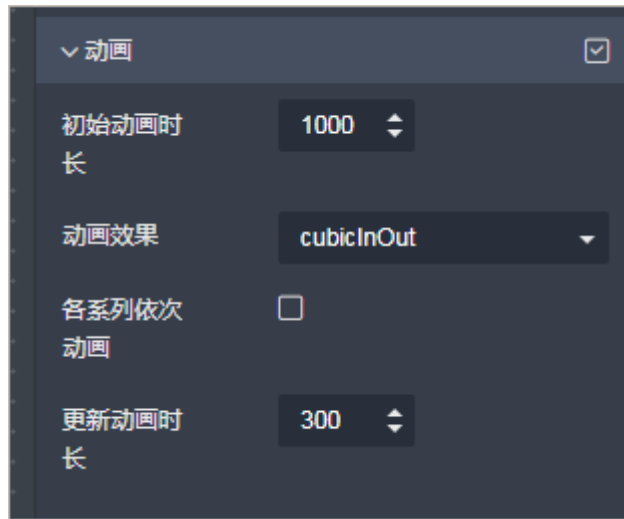 动画
初始动画时 1000
长
动画效果 cubicInOut
各系列依次
动画
更新动画时 300
长